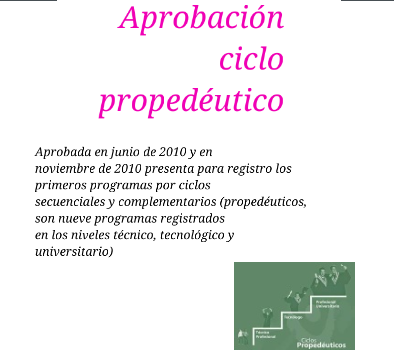 Aprobación
ciclo
propedéutico
Aprobada en junio de 2010 y en
noviembre de 2010 presenta para registro los
primeros programas por ciclos
secuenciales y complementarios (propedéuticos,
son nueve programas registrados
en los niveles técnico, tecnológico y
universitario)
Profesional
Universitario
Tecnólogo
Técnico
Profesional
Ciclos
Propedéuticos